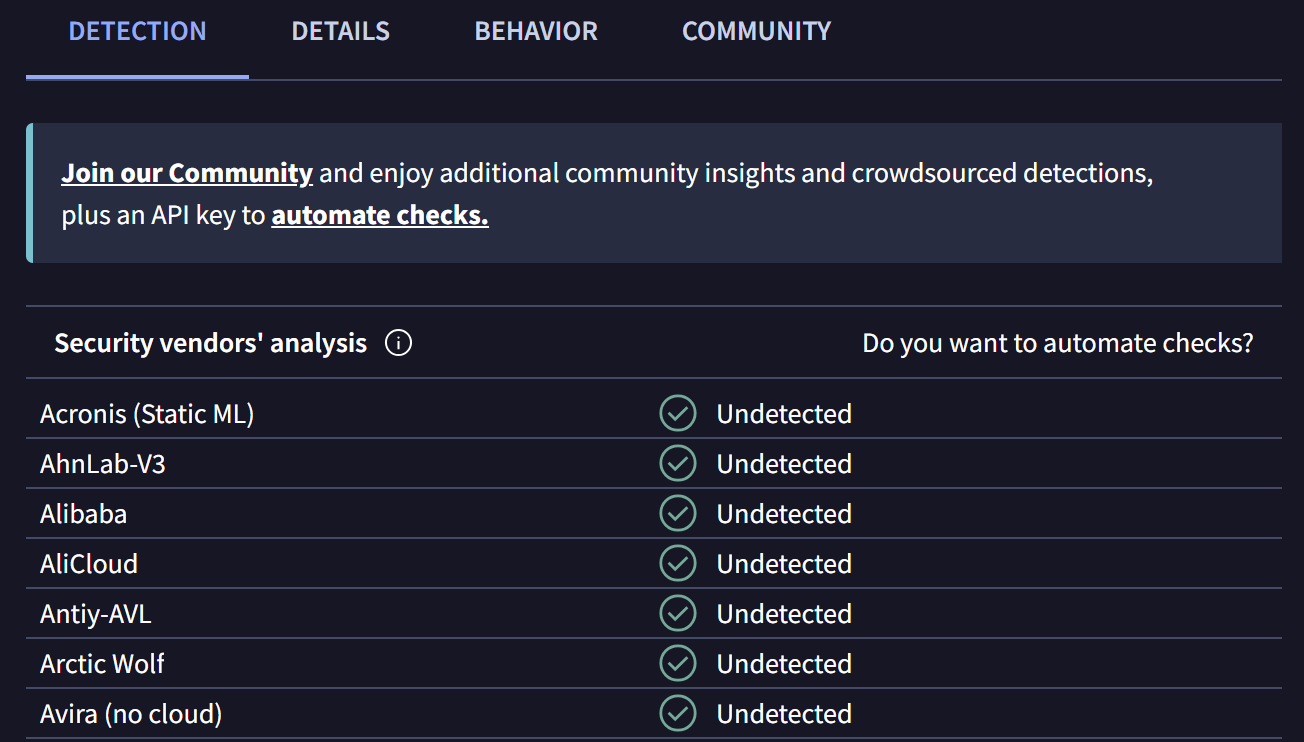 DETECTION DETAILS BEHAVIOR COMMUNITY
Join our Community and enjoy additional community insights and crowdsourced detections,
plus an API key to automate checks.
Security vendors' analysis Do you want to automate checks?
Acronis (Static ML) Undetected
AhnLab-V3 Undetected
Alibaba Undetected
AliCloud Undetected
Antiy-AVL Undetected
Arctic Wolf Undetected
Avira (no cloud) Undetected